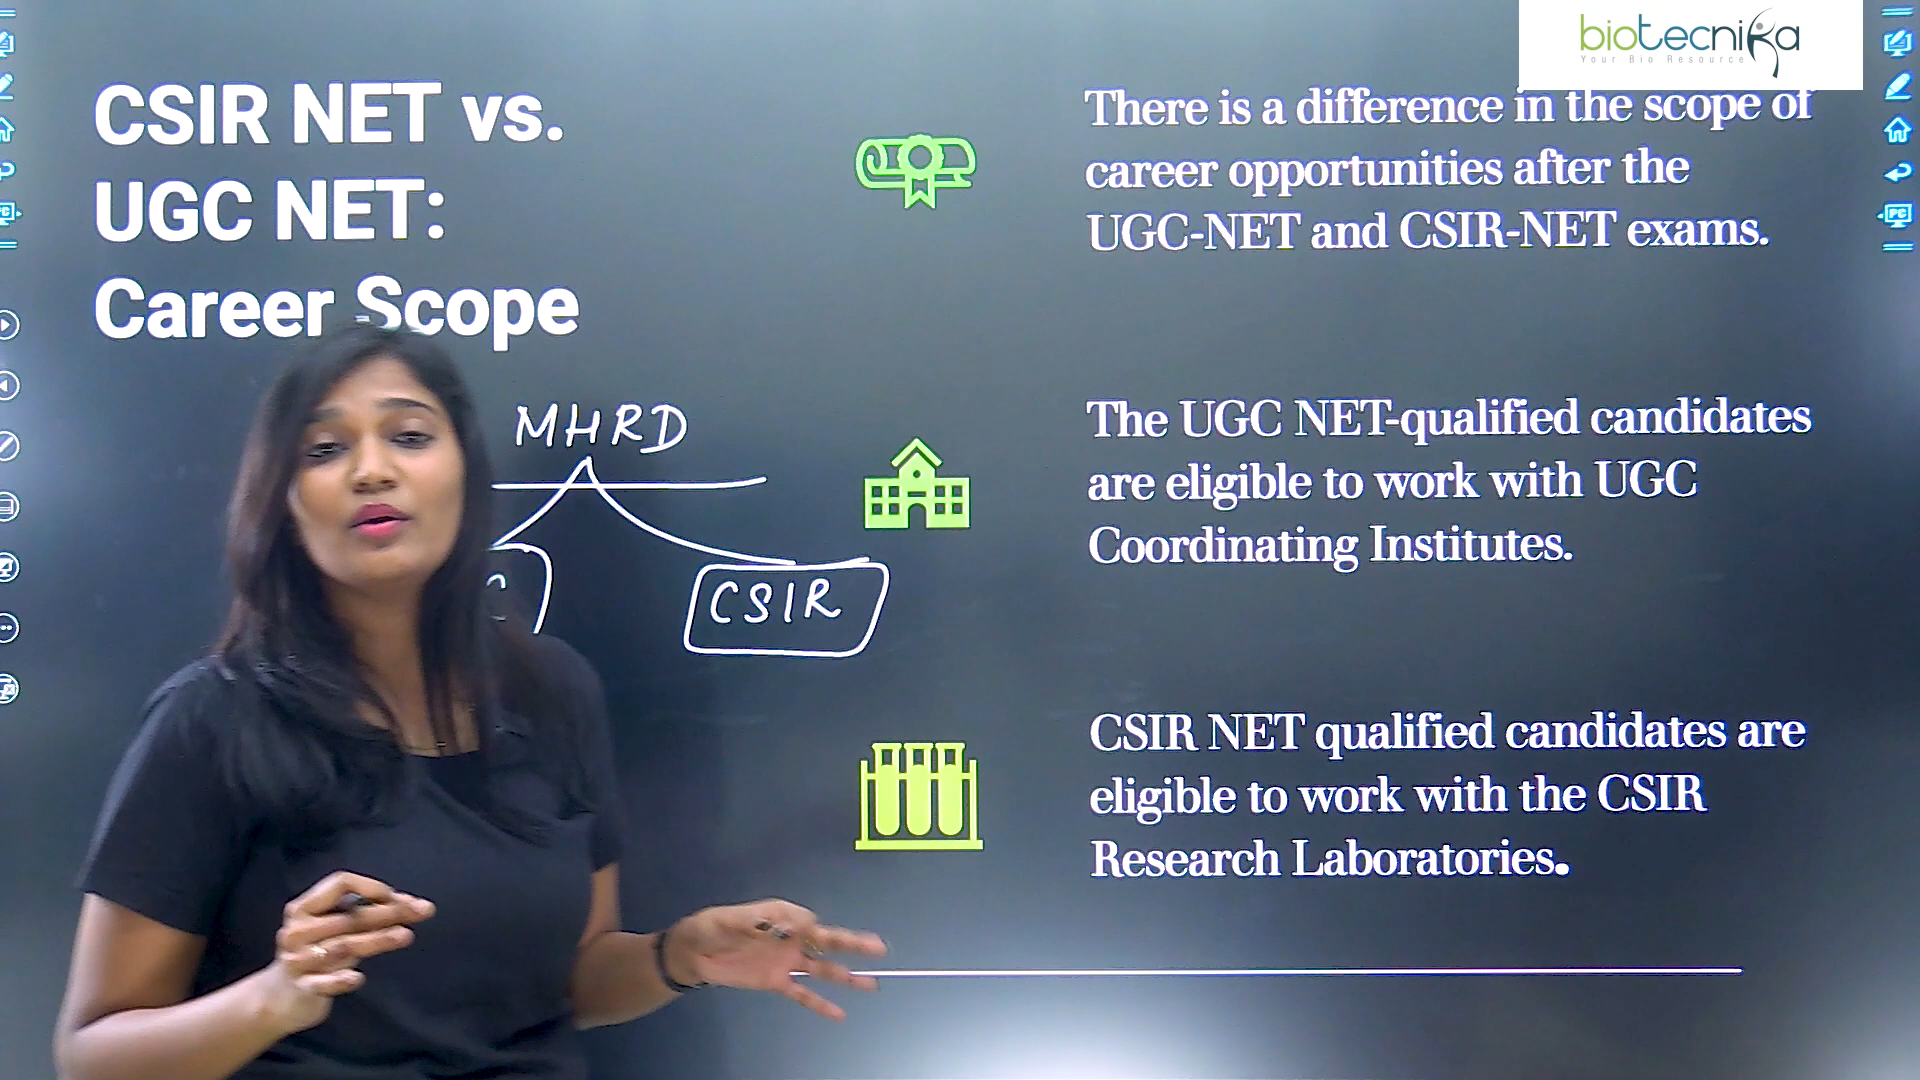 biotecnika
Your Bio Resource
CSIR NET vs.
UGC NET:
Career Scope
There is a difference in the scope of
career opportunities after the
UGC-NET and CSIR-NET exams.
MHRD
CSIR
The UGC NET-qualified candidates
are eligible to work with UGC
Coordinating Institutes.
CSIR NET qualified candidates are
eligible to work with the CSIR
Research Laboratories.
PC